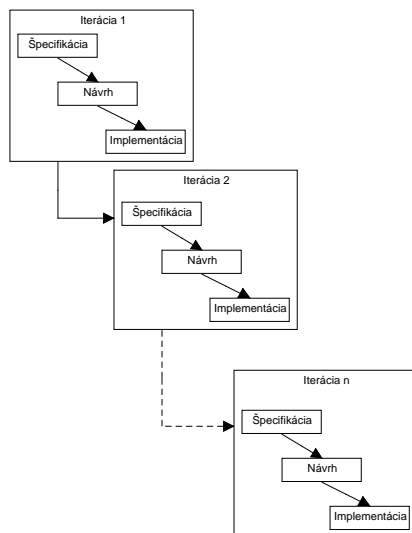 Iterácia 1
Špecifikácia
Návrh
Implementácia
Iterácia 2
Špecifikácia
Návrh
Implementácia
Iterácia n
Špecifikácia
Návrh
Implementácia